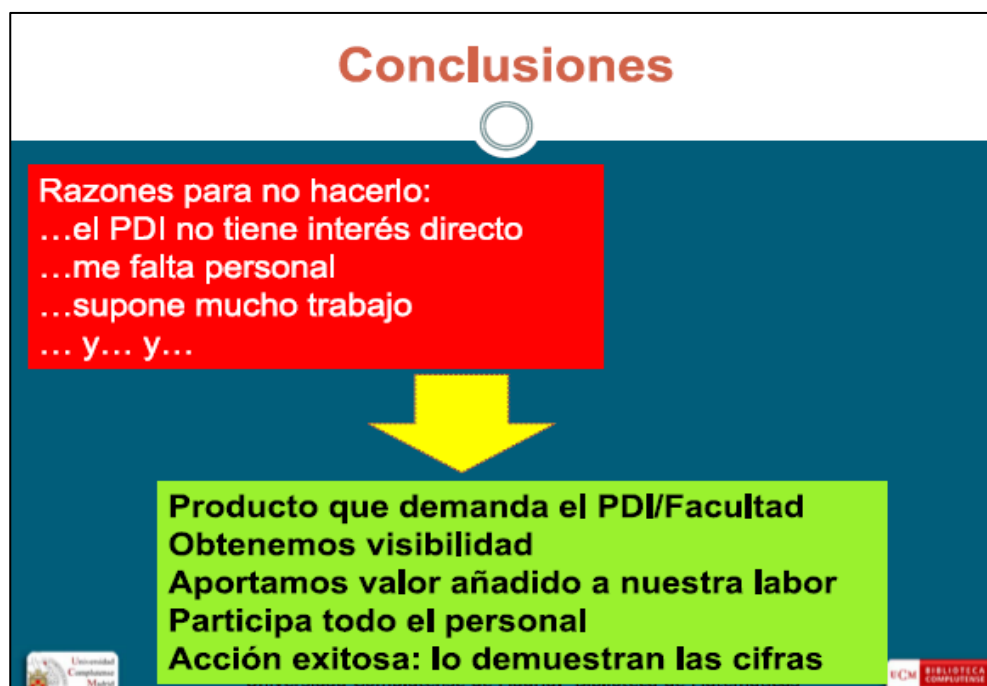 Conclusiones
Razones para no hacerlo:
...el PDI no tiene interés directo
...me falta personal
...supone mucho trabajo
... y... y...
Producto que demanda el PDI/Facultad
Obtenemos visibilidad
Aportamos valor añadido a nuestra labor
Participa todo el personal
Acción exitosa: lo demuestran las cifras
Universidad
Complutense
Madrid
UCM BIBLIOTECA
COMPLUTENSE